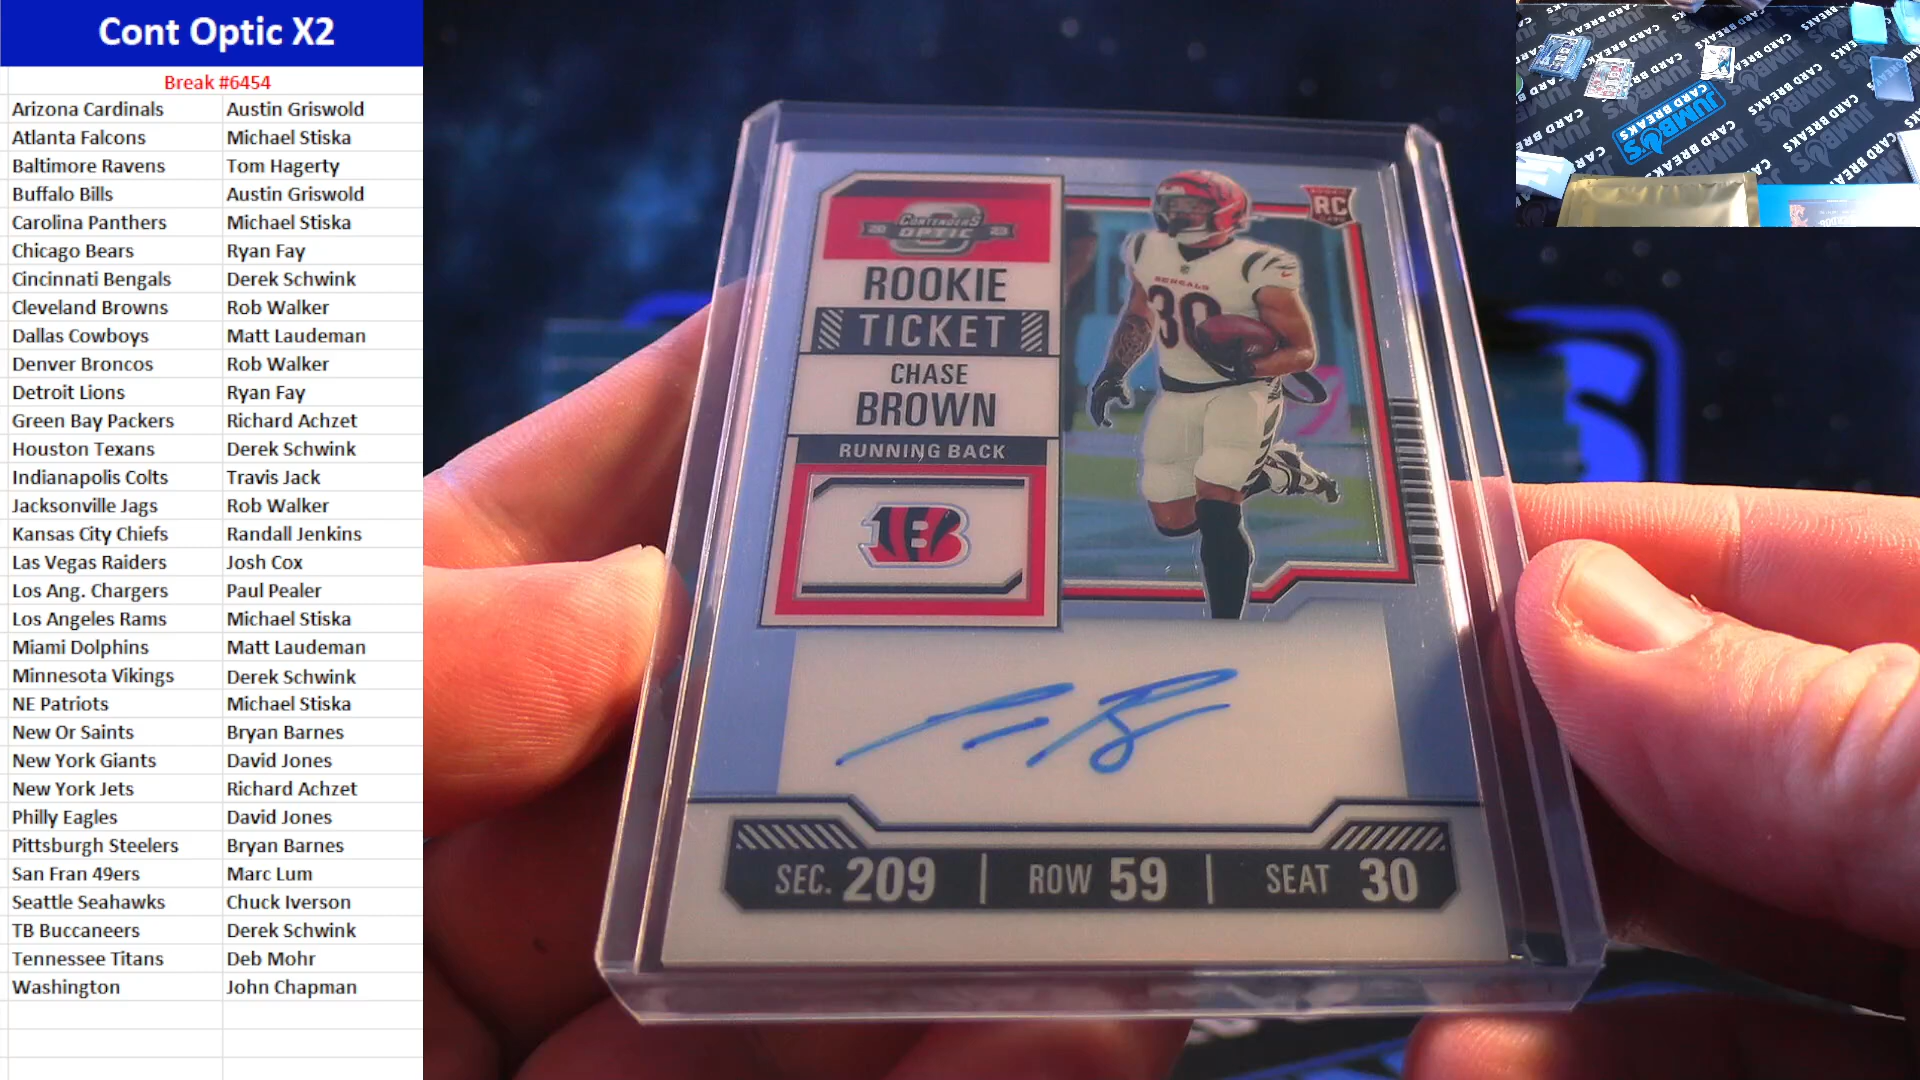 Cont Optic X2
Break #6454
Arizona Cardinals Austin Griswold
Atlanta Falcons Michael Stiska
Baltimore Ravens Tom Hagerty
Buffalo Bills Austin Griswold
Carolina Panthers Michael Stiska
Chicago Bears Ryan Fay
Cincinnati Bengals Derek Schwink
Cleveland Browns Rob Walker
Dallas Cowboys Matt Laudeman
Denver Broncos Rob Walker
Detroit Lions Ryan Fay
Green Bay Packers Richard Achzet
Houston Texans Derek Schwink
Indianapolis Colts Travis Jack
Jacksonville Jags Rob Walker
Kansas City Chiefs Randall Jenkins
Las Vegas Raiders Josh Cox
Los Ang. Chargers Paul Pealer
Los Angeles Rams Michael Stiska
Miami Dolphins Matt Laudeman
Minnesota Vikings Derek Schwink
NE Patriots Michael Stiska
New Or Saints Bryan Barnes
New York Giants David Jones
New York Jets Richard Achzet
Philly Eagles David Jones
Pittsburgh Steelers Bryan Barnes
San Fran 49ers Marc Lum
Seattle Seahawks Chuck Iverson
TB Buccaneers Derek Schwink
Tennessee Titans Deb Mohr
Washington John Chapman
20 CONTENDERS 23
OPTIC
ROOKIE
TICKET
CHASE
BROWN
RUNNING BACK
B
RC
BENGALS
30
SEC. 209 | ROW 59 | SEAT 30
JUMBO'S
CARD BREAKS